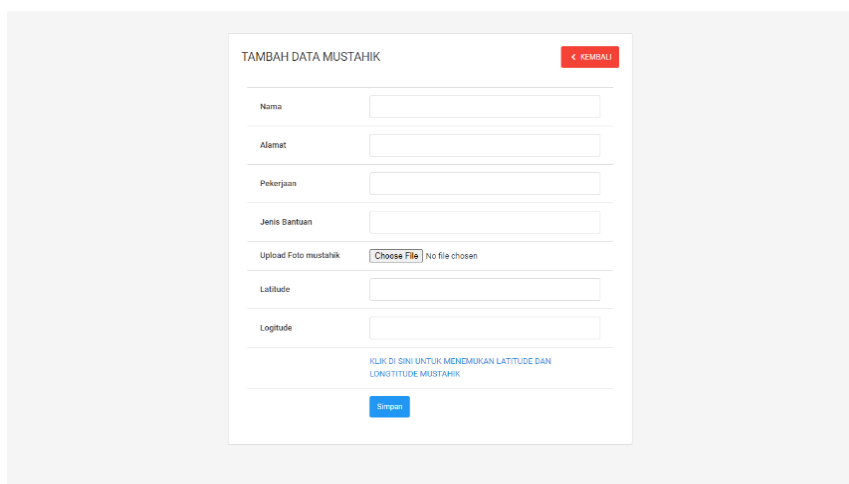 TAMBAH DATA MUSTAHIK
KEMBALI
Nama
Alamat
Pekerjaan
Jenis Bantuan
Upload Foto mustahik
Choose File No file chosen
Latitude
Logitude
KLIK DI SINI UNTUK MENEMUKAN LATITUDE DAN
LONGTITUDE MUSTAHIK
Simpan